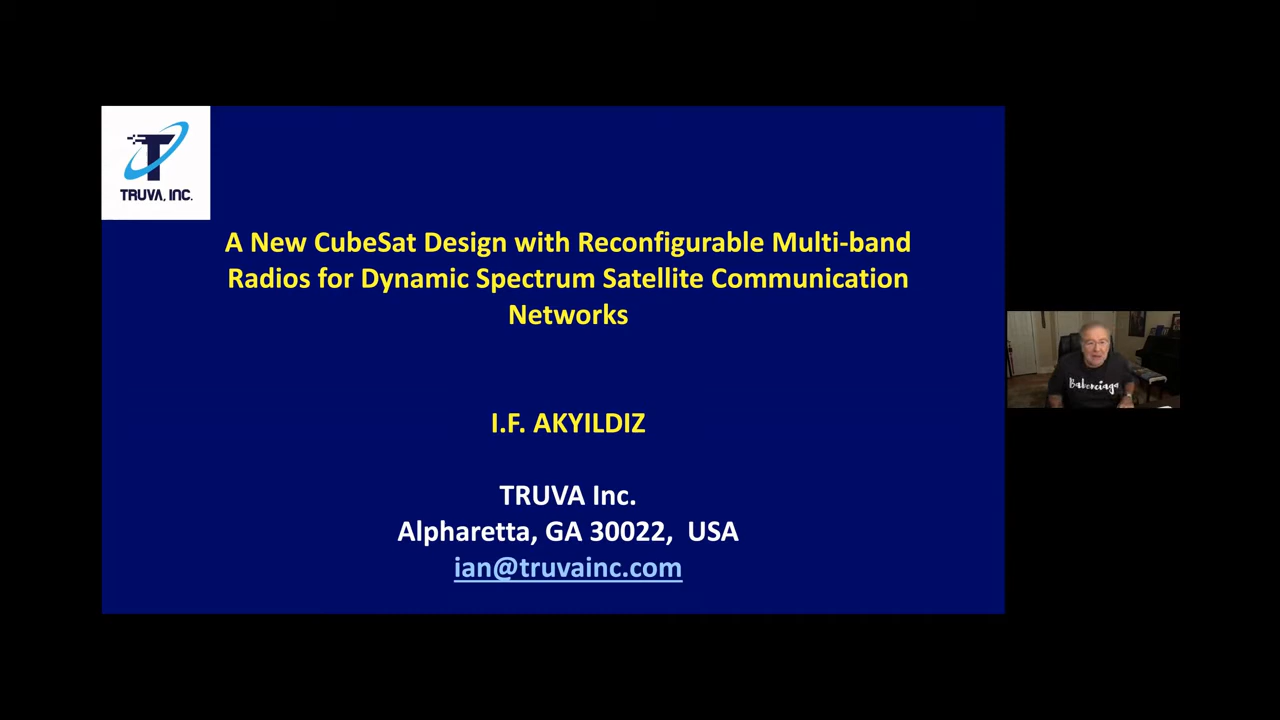 TRUVA, INC.
A New CubeSat Design with Reconfigurable Multi-band
Radios for Dynamic Spectrum Satellite Communication
Networks
I.F. AKYILDIZ
TRUVA Inc.
Alpharetta, GA 30022, USA
ian@truvainc.com